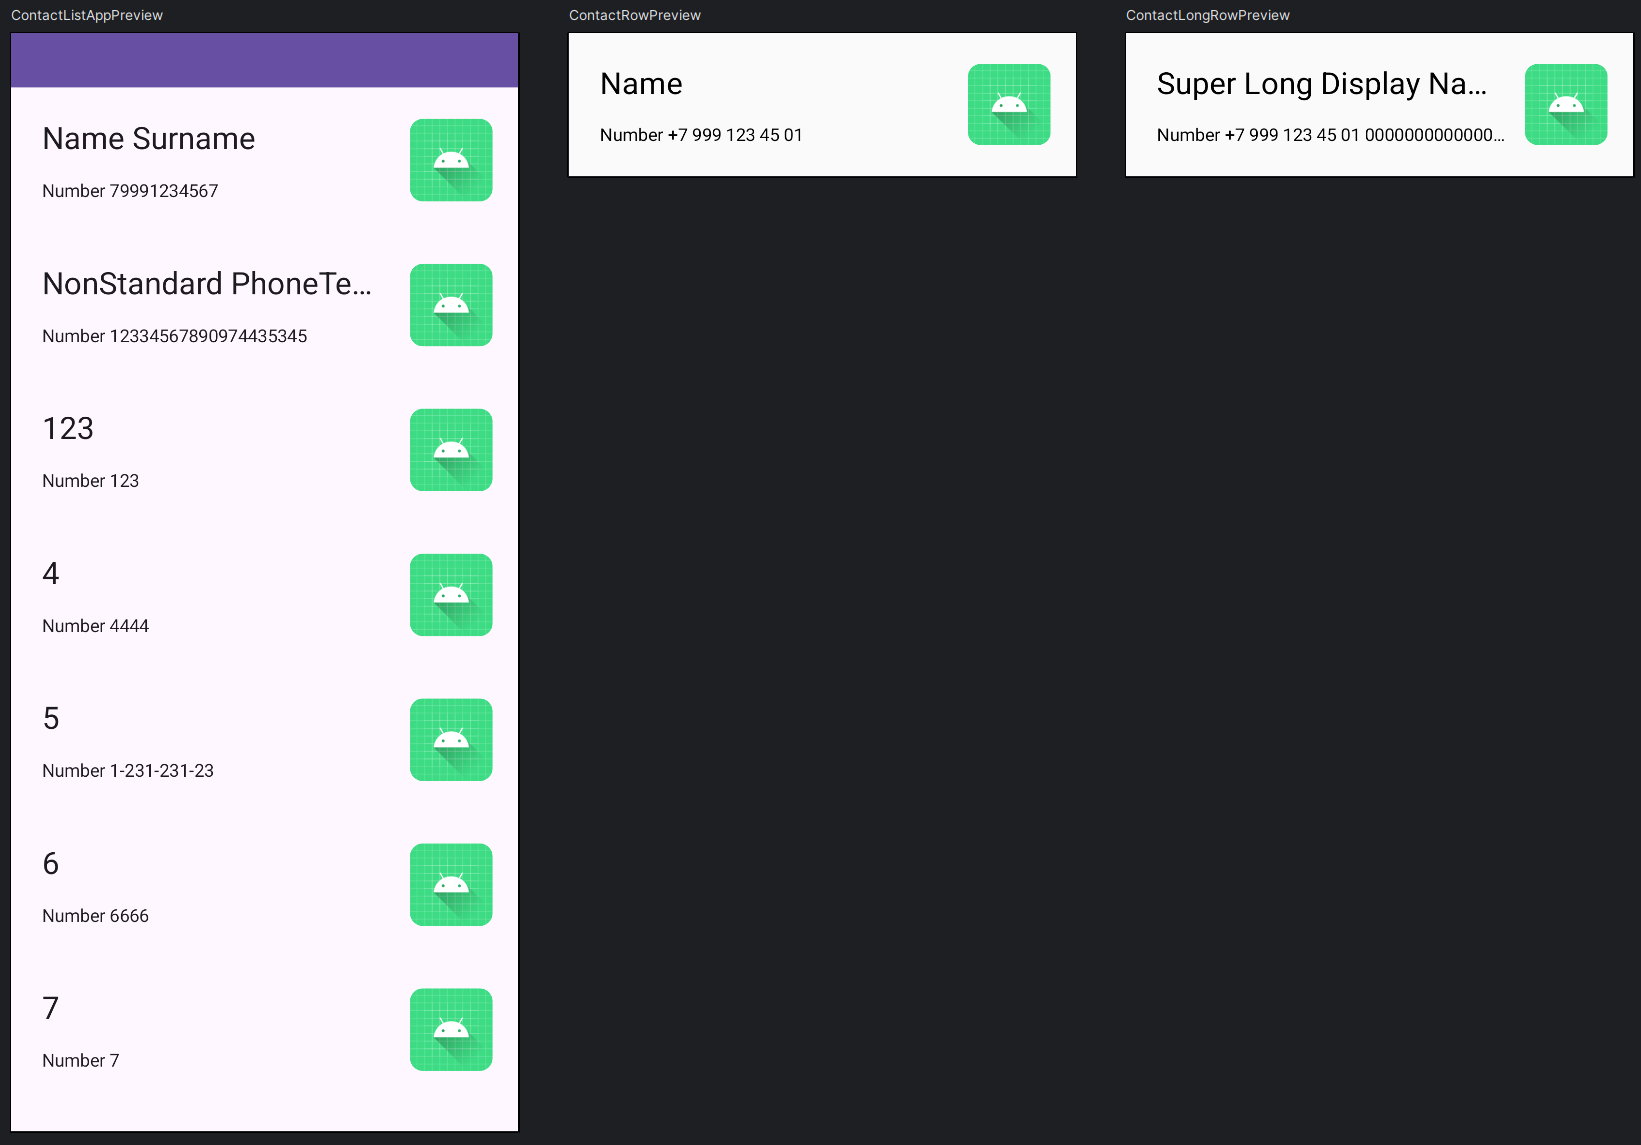 ContactListAppPreview
Name Surname
Number 79991234567
NonStandard PhoneTe...
Number 12334567890974435345
123
Number 123
4
Number 4444
5
Number 1-231-231-23
6
Number 6666
7
Number 7
ContactRowPreview
Name
Number +7 999 123 45 01
ContactLongRowPreview
Super Long Display Na...
Number +7 999 123 45 01 0000000000000...